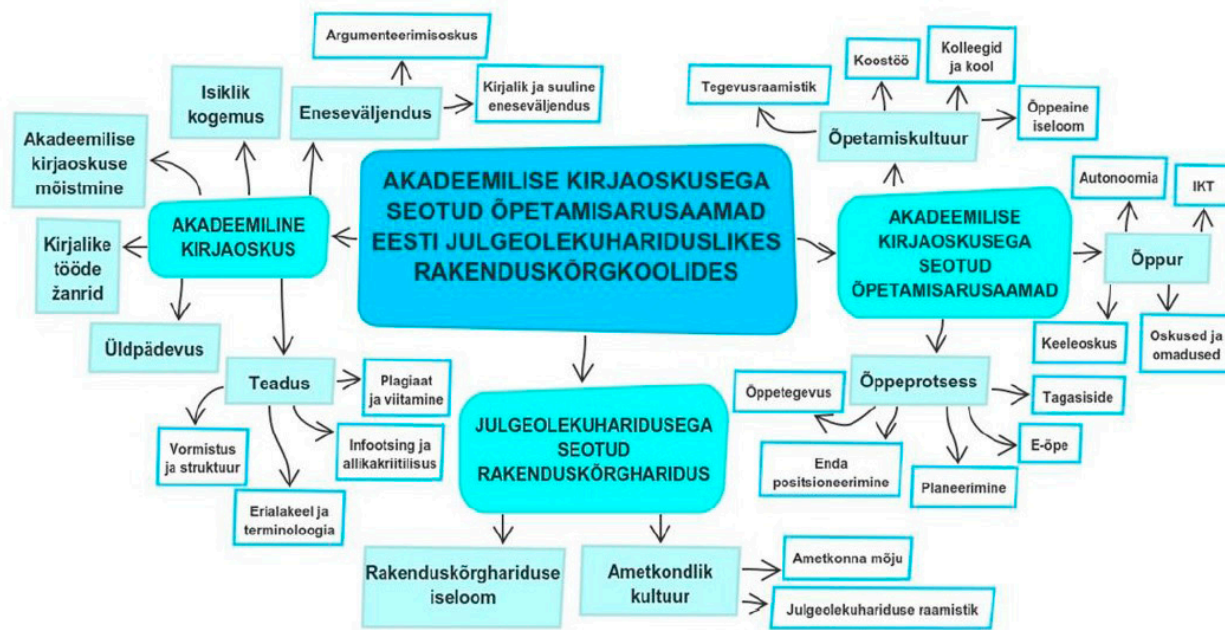 Argumenteerimisoskus
Isiklik
kogemus
Eneseväljendus
Kirjalik ja suuline
eneseväljendus
Akadeemilise
kirjaoskuse
mõistmine
AKADEEMILINE
KIRJAOSKUS
Kirjalike
tööde
žanrid
Üldpädevus
Teadus
Plagiaat
ja viitamine
Vormistus
ja struktuur
Infootsing ja
allikakriitilisus
Erialakeel ja
terminoloogia
AKADEEMILISE KIRJAOSKUSEGA
SEOTUD ÕPETAMISARUSAAMAD
EESTI JULGEOLEKUHARIDUSLIKES
RAKENDUSKÕRGKOOLIDES
JULGEOLEKUHARIDUSEGA
SEOTUD
RAKENDUSKÕRGHARIDUS
Rakenduskõrghariduse
iseloom
Ametkondlik
kultuur
Ametkonna mõju
Julgeolekuhariduse raamistik
Tegevusraamistik
Koostöö
Kolleegid
ja kool
Õppeaine
iseloom
Õpetamiskultuur
AKADEEMILISE
KIRJAOSKUSEGA
SEOTUD
ÕPETAMISARUSAAMAD
Autonoomia
IKT
Õppur
Keeleoskus
Oskused ja
omadused
Õppeprotsess
Õppetegevus
Enda
positsioneerimine
Planeerimine
E-õpe
Tagasiside